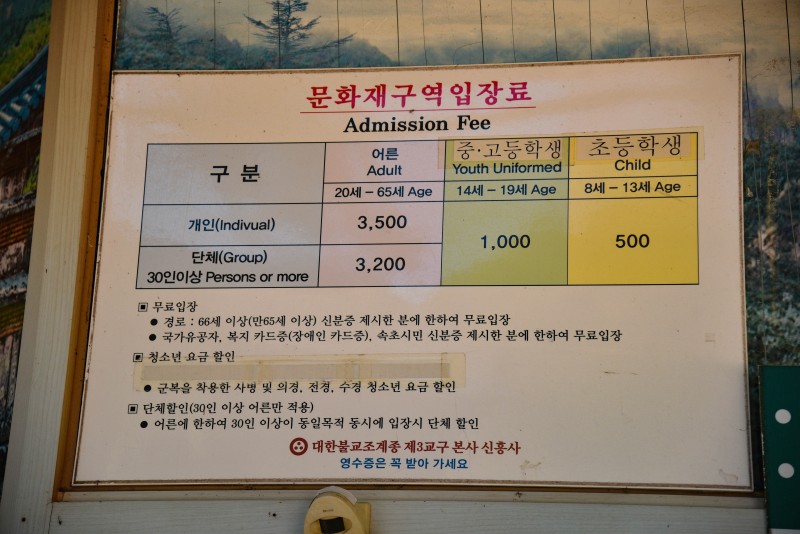 문화재구역입장료
Admission Fee
구 분
어른
Adult
20세 – 65세 Age
중·고등학생
Youth Uniformed
14세 – 19세 Age
초등학생
Child
8세 – 13세 Age
개인(Indivual)
3,500
단체(Group)
30인이상 Persons or more
3,200
1,000
500
▣ 무료입장
● 경로 : 66세 이상(만65세 이상) 신분증 제시한 분에 한하여 무료입장
● 국가유공자, 복지 카드증(장애인 카드증), 속초시민 신분증 제시한 분에 한하여 무료입장
▣ 청소년 요금 할인
● 군복을 착용한 사병 및 의경, 전경, 수경 청소년 요금 할인
▣ 단체할인(30인 이상 어른만 적용)
● 어른에 한하여 30인 이상이 동일목적 동시에 입장시 단체 할인
대한불교조계종 제3교구 본사 신흥사
영수증은 꼭 받아 가세요